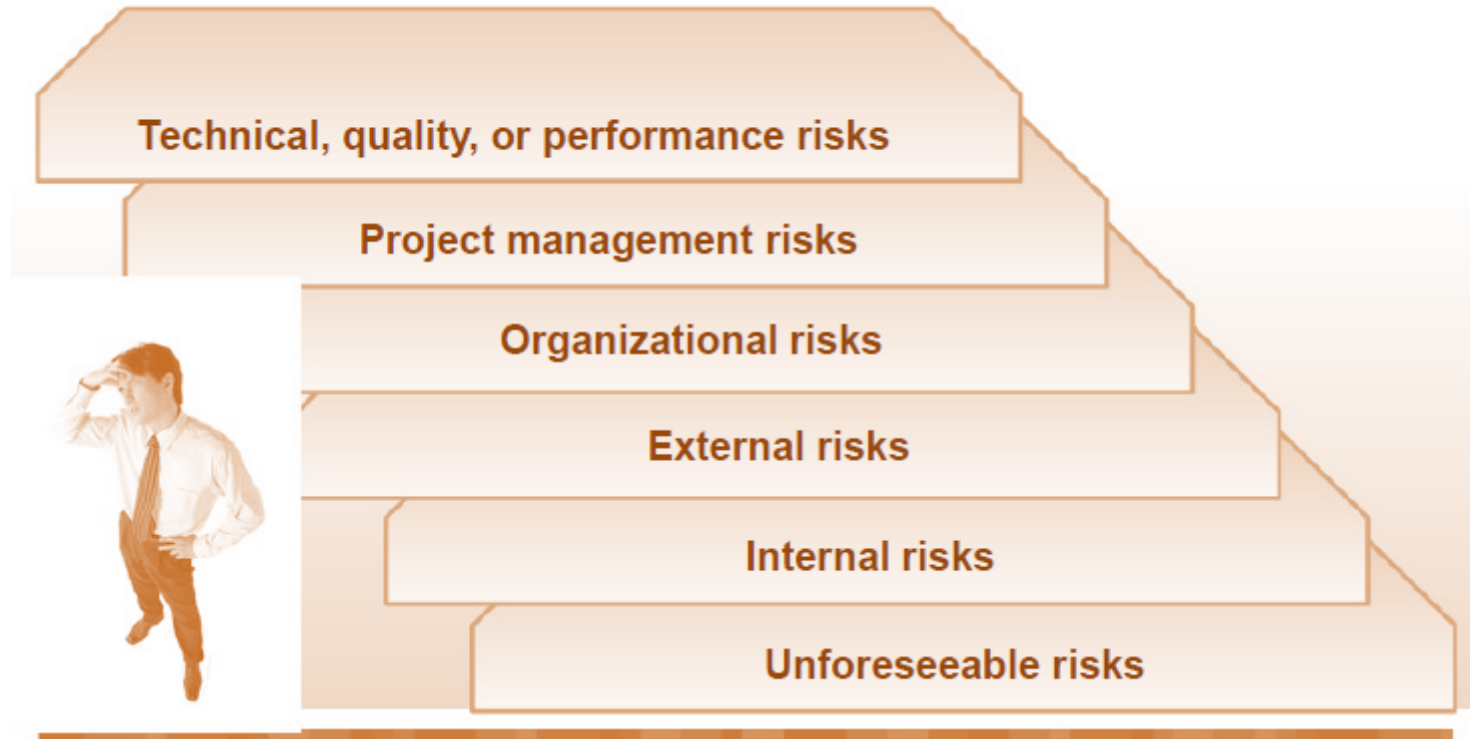 Technical, quality, or performance risks
Project management risks
Organizational risks
External risks
Internal risks
Unforeseeable risks